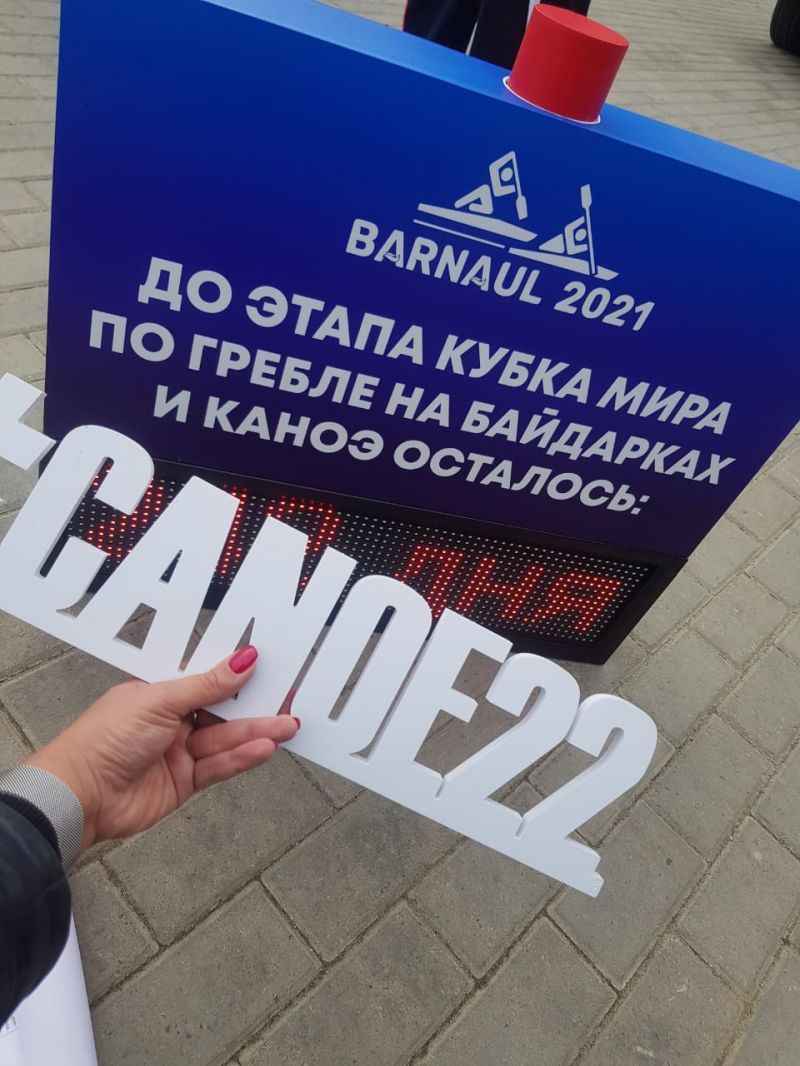 BARNAUL 2021
ДО ЭТАПА КУБКА МИРА
ПО ГРЕБЛЕ НА БАЙДАРКАХ
И КАНОЭ ОСТАЛОСЬ:
ДНЯ
CANOE22